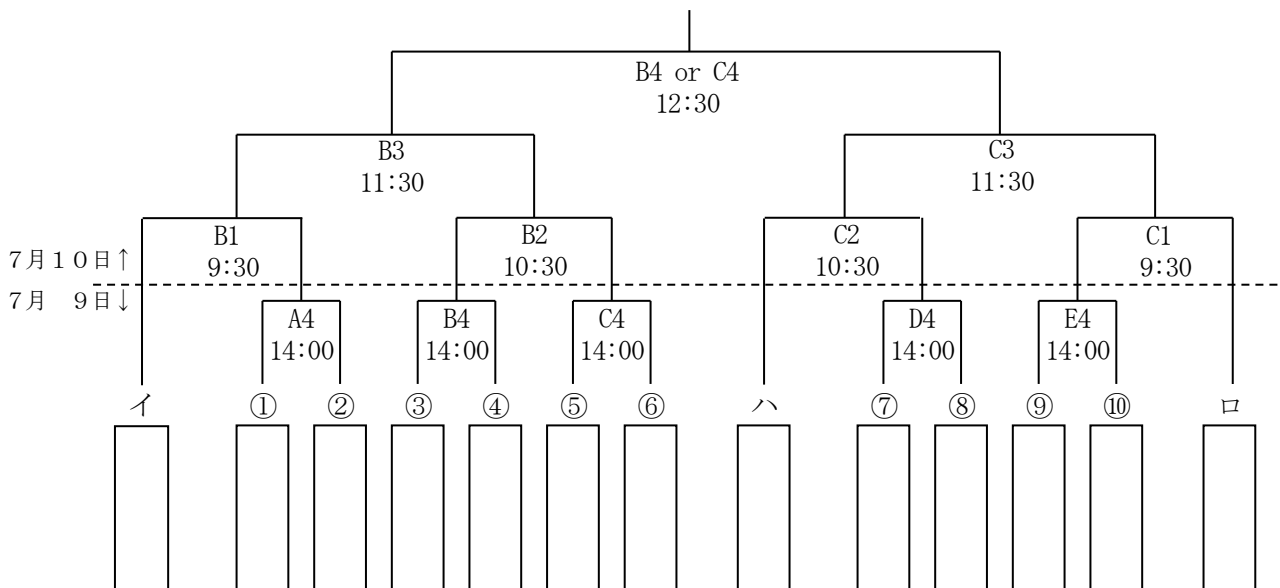 B4 or C4
12:30
B3
11:30
C3
11:30
B1
9:30
B2
10:30
C2
10:30
C1
9:30
7月10日↑
7月　9日↓
A4
14:00
B4
14:00
C4
14:00
D4
14:00
E4
14:00
イ ① ② ③ ④ ⑤ ⑥ ハ ⑦ ⑧ ⑨ ⑩ ロ